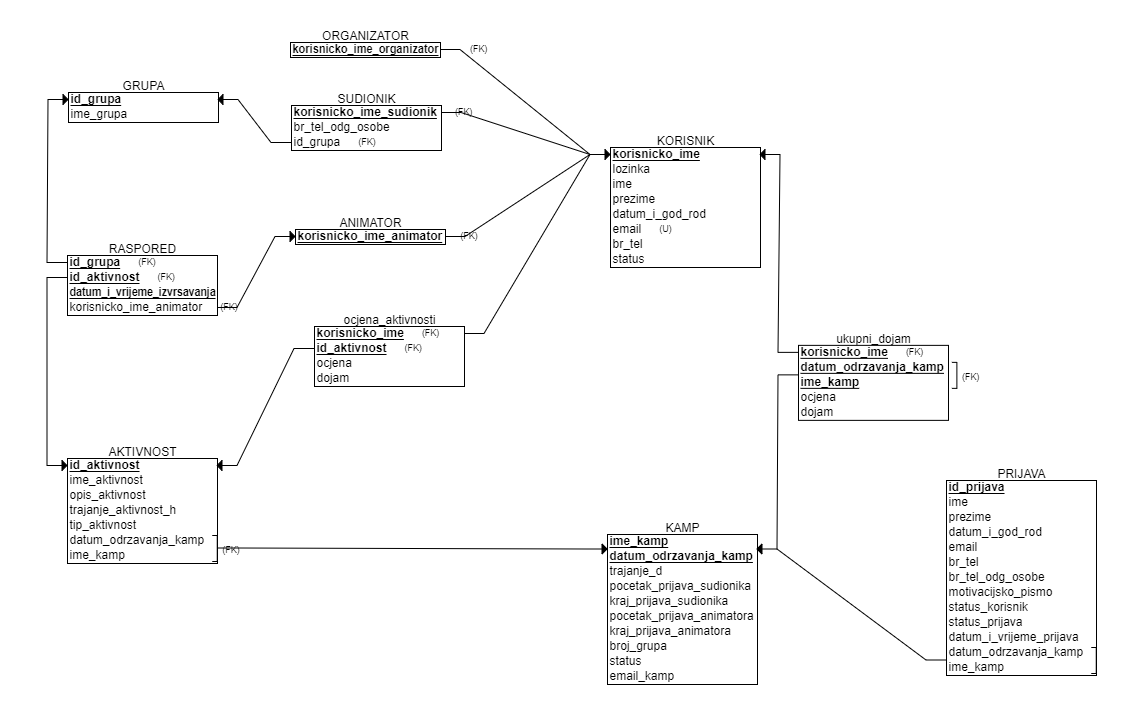 ORGANIZATOR
korisnicko_ime_organizator (FK)
GRUPA
id_grupa
ime_grupa
SUDIONIK
korisnicko_ime_sudionik (FK)
br_tel_odg_osobe
id_grupa (FK)
KORISNIK
korisnicko_ime
lozinka
ime
prezime
datum_i_god_rod
email (U)
br_tel
status
ANIMATOR
korisnicko_ime_animator (FK)
RASPORED
id_grupa (FK)
id_aktivnost (FK)
datum_i_vrijeme_izvrsavanja
korisnicko_ime_animator (FK)
ocjena_aktivnosti
korisnicko_ime (FK)
id_aktivnost (FK)
ocjena
dojam
ukupni_dojam
korisnicko_ime (FK)
datum_odrzavanja_kamp
(FK)
ime_kamp
ocjena
dojam
AKTIVNOST
id_aktivnost
ime_aktivnost
opis_aktivnost
trajanje_aktivnost_h
tip_aktivnost
datum_odrzavanja_kamp
(FK)
ime_kamp
KAMP
ime_kamp
datum_odrzavanja_kamp
trajanje_d
pocetak_prijava_sudionika
kraj_prijava_sudionika
pocetak_prijava_animatora
kraj_prijava_animatora
broj_grupa
status
email_kamp
PRIJAVA
id_prijava
ime
prezime
datum_i_god_rod
email
br_tel
br_tel_odg_osobe
motivacijsko_pismo
status_korisnik
status_prijava
datum_i_vrijeme_prijava
datum_odrzavanja_kamp
ime_kamp